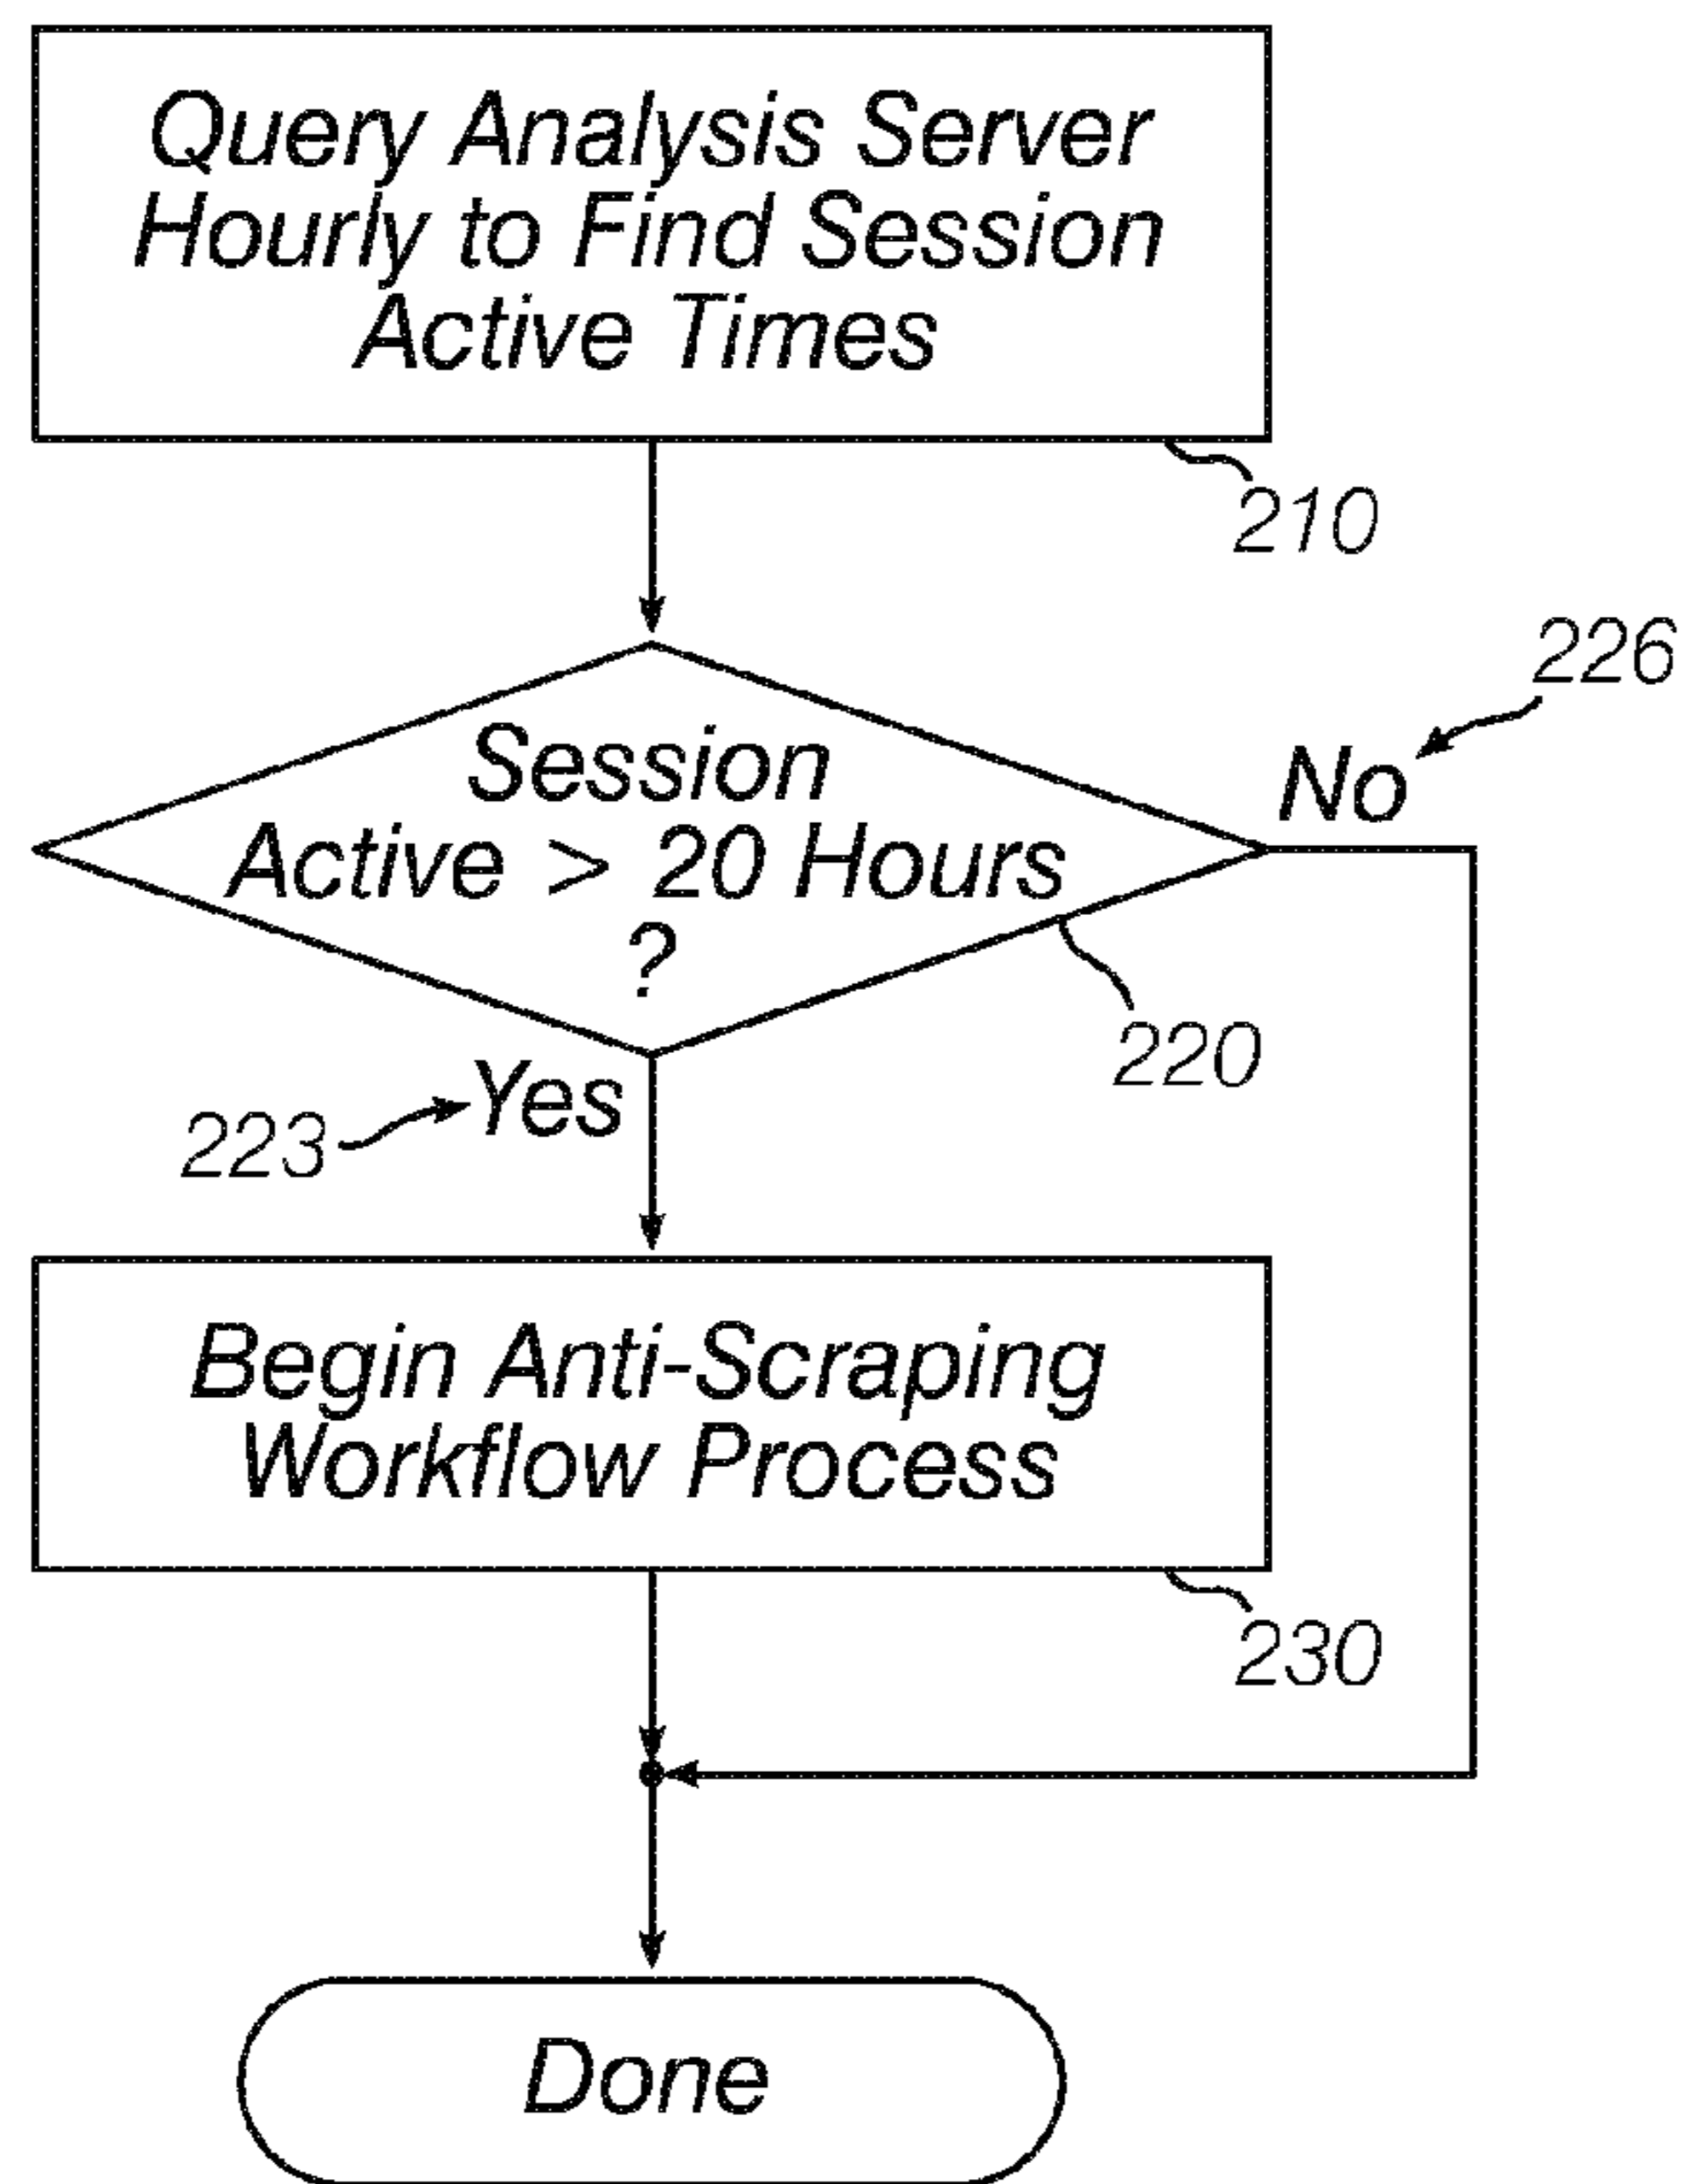 Query Analysis Server
Hourly to Find Session
Active Times
210
226
Session
No
Active > 20 Hours
?
220
Yes
223
Begin Anti-Scraping
Workflow Process
230
Done